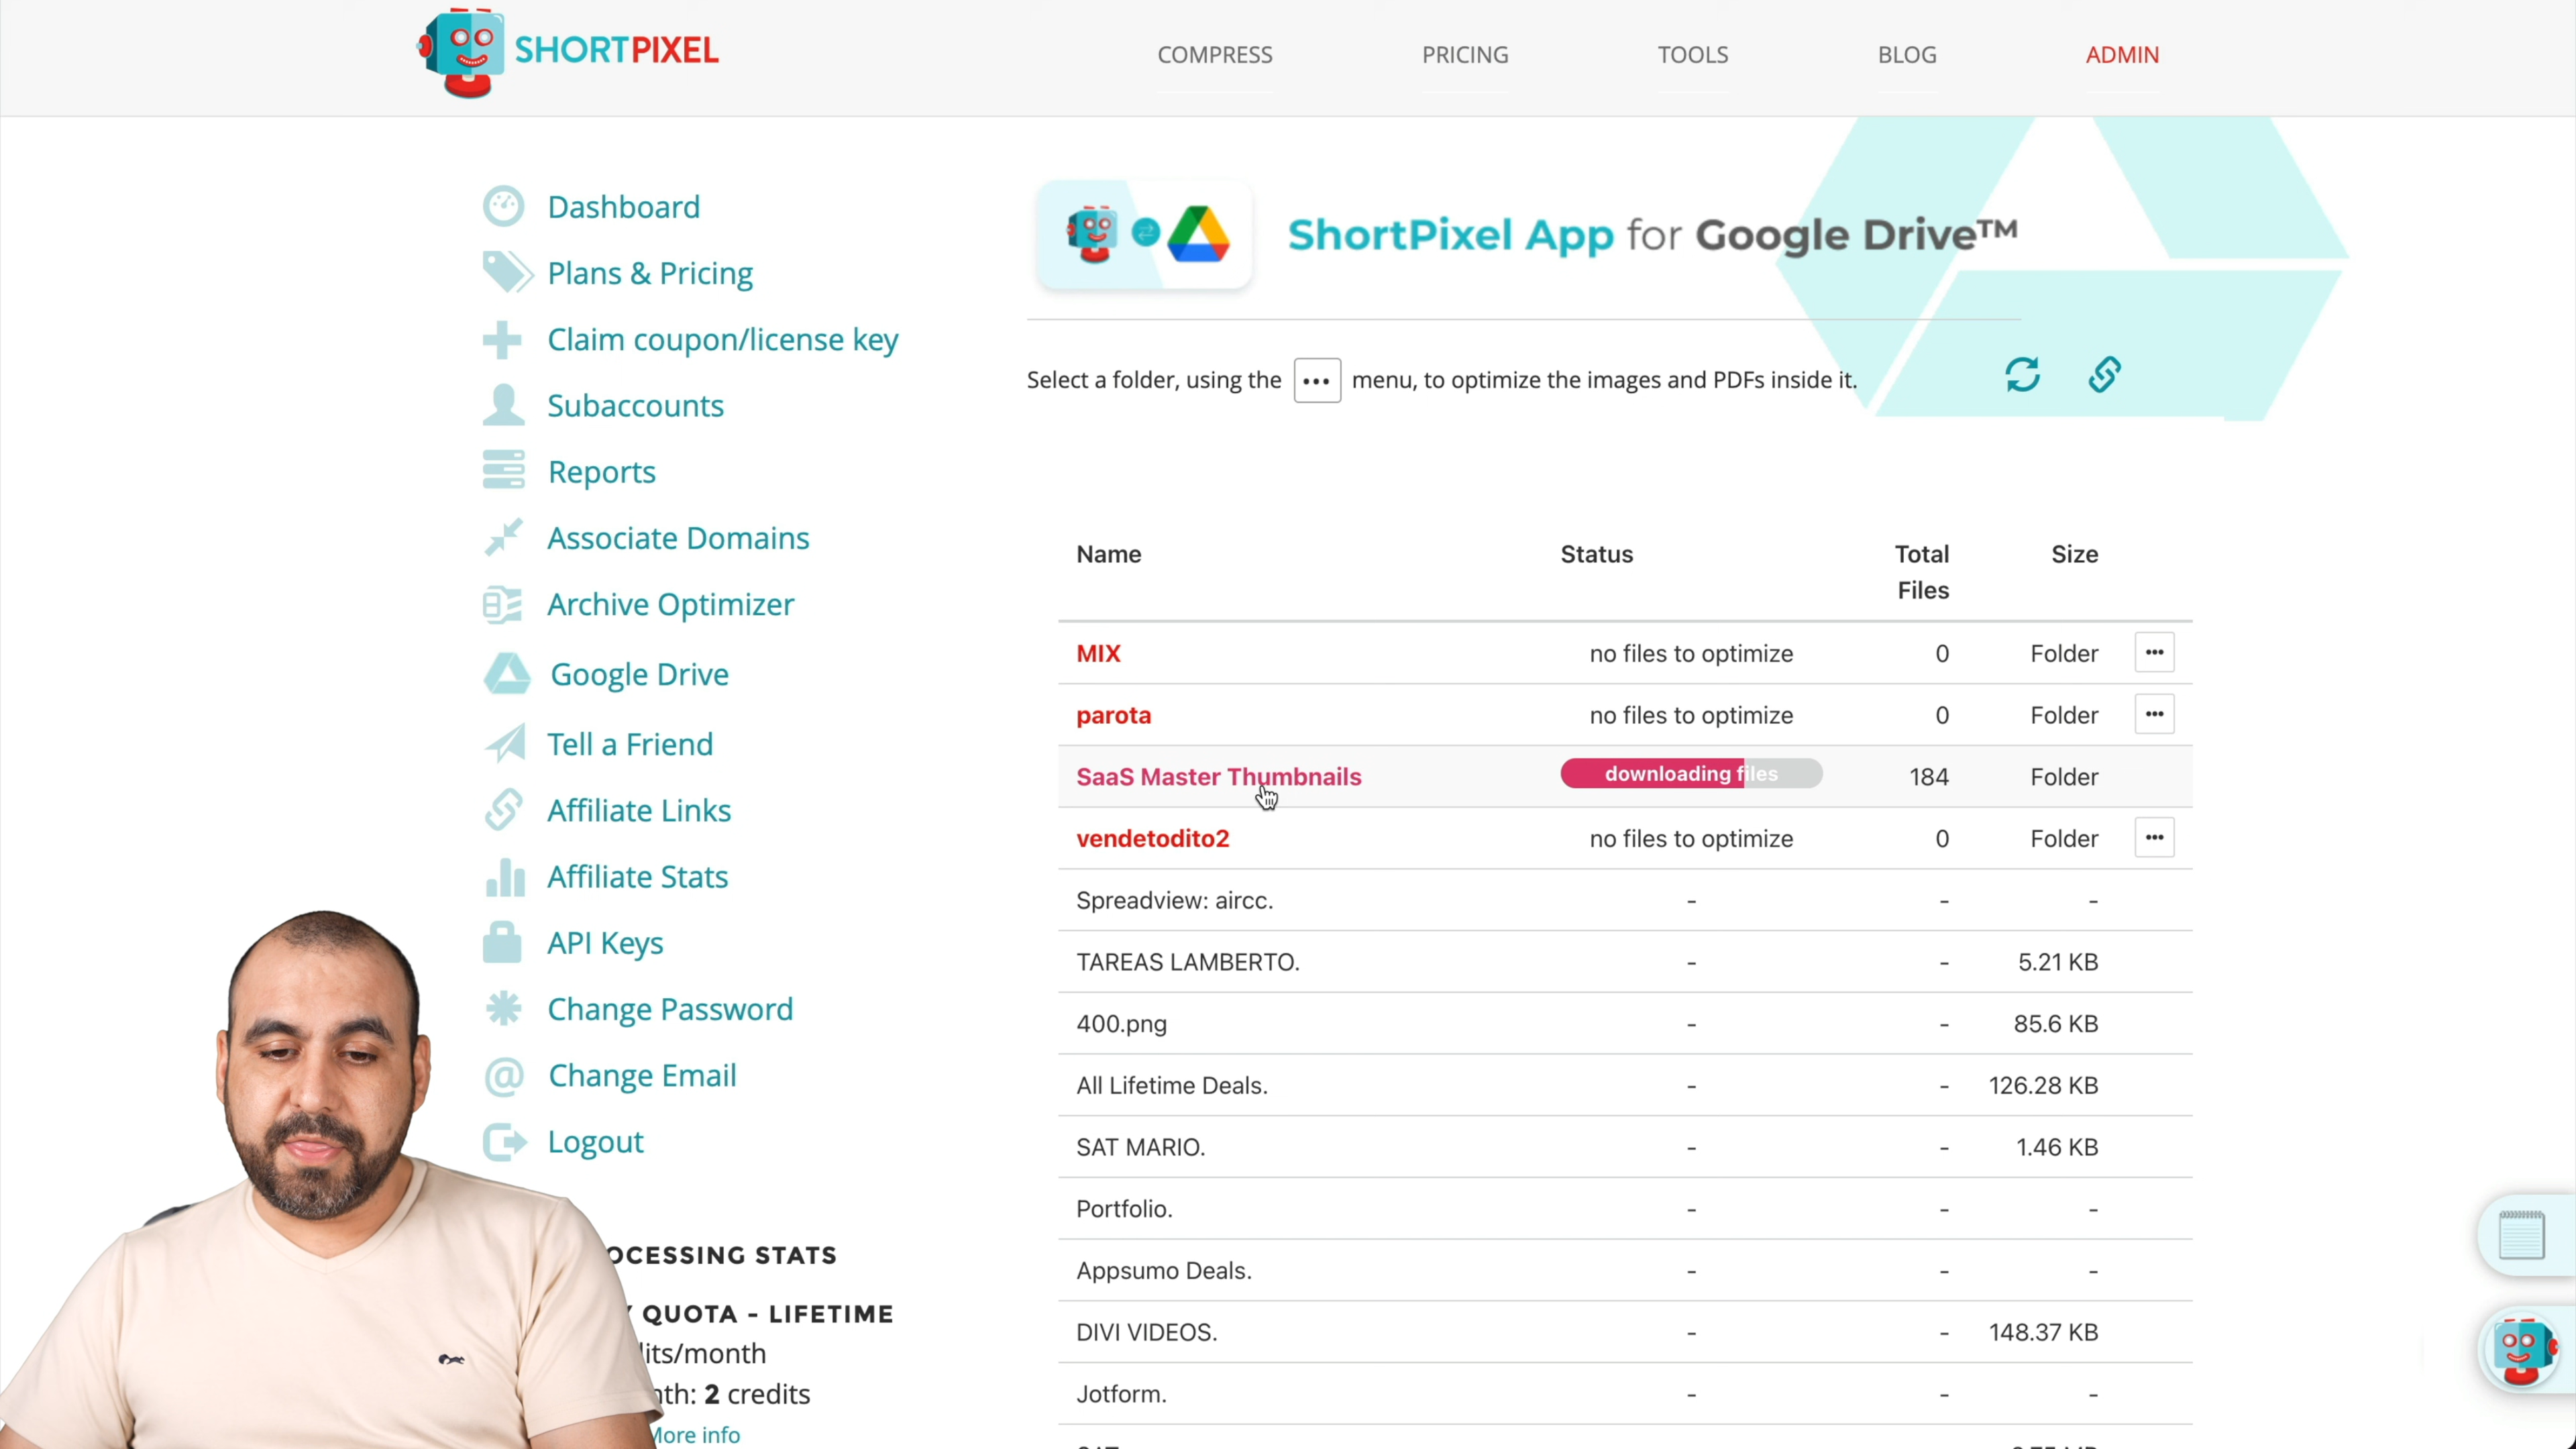 SHORTPIXEL
COMPRESS PRICING TOOLS BLOG ADMIN
Dashboard
Plans & Pricing
Claim coupon/license key
Subaccounts
Reports
Associate Domains
Archive Optimizer
Google Drive
Tell a Friend
Affiliate Links
Affiliate Stats
API Keys
Change Password
Change Email
Logout
STATS
QUOTA - LIFETIME
2 credits
info
ShortPixel App for Google Drive™
Select a folder, using the ••• menu, to optimize the images and PDFs inside it.
Name Status Total Files Size
MIX no files to optimize 0 Folder •••
parota no files to optimize 0 Folder •••
SaaS Master Thumbnails downloading files 184 Folder
vendetodito2 no files to optimize 0 Folder •••
Spreadview: aircc. - - -
TAREAS LAMBERTO. - - 5.21 KB
400.png - - 85.6 KB
All Lifetime Deals. - - 126.28 KB
SAT MARIO. - - 1.46 KB
Portfolio. - - -
Appsumo Deals. - - -
DIVI VIDEOS. - - 148.37 KB
Jotform. - - -